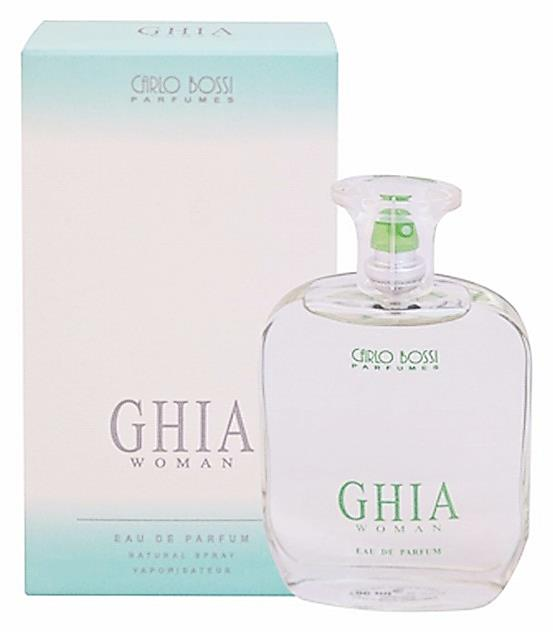 GHIA
CARLO BOSSI
PARFUMES
GHIA
WOMAN
EAU DE PARFUM
NATURAL SPRAY
VAPORISATEUR
CARLO BOSSI
PARFUMES
GHIA
WOMAN
EAU DE PARFUM